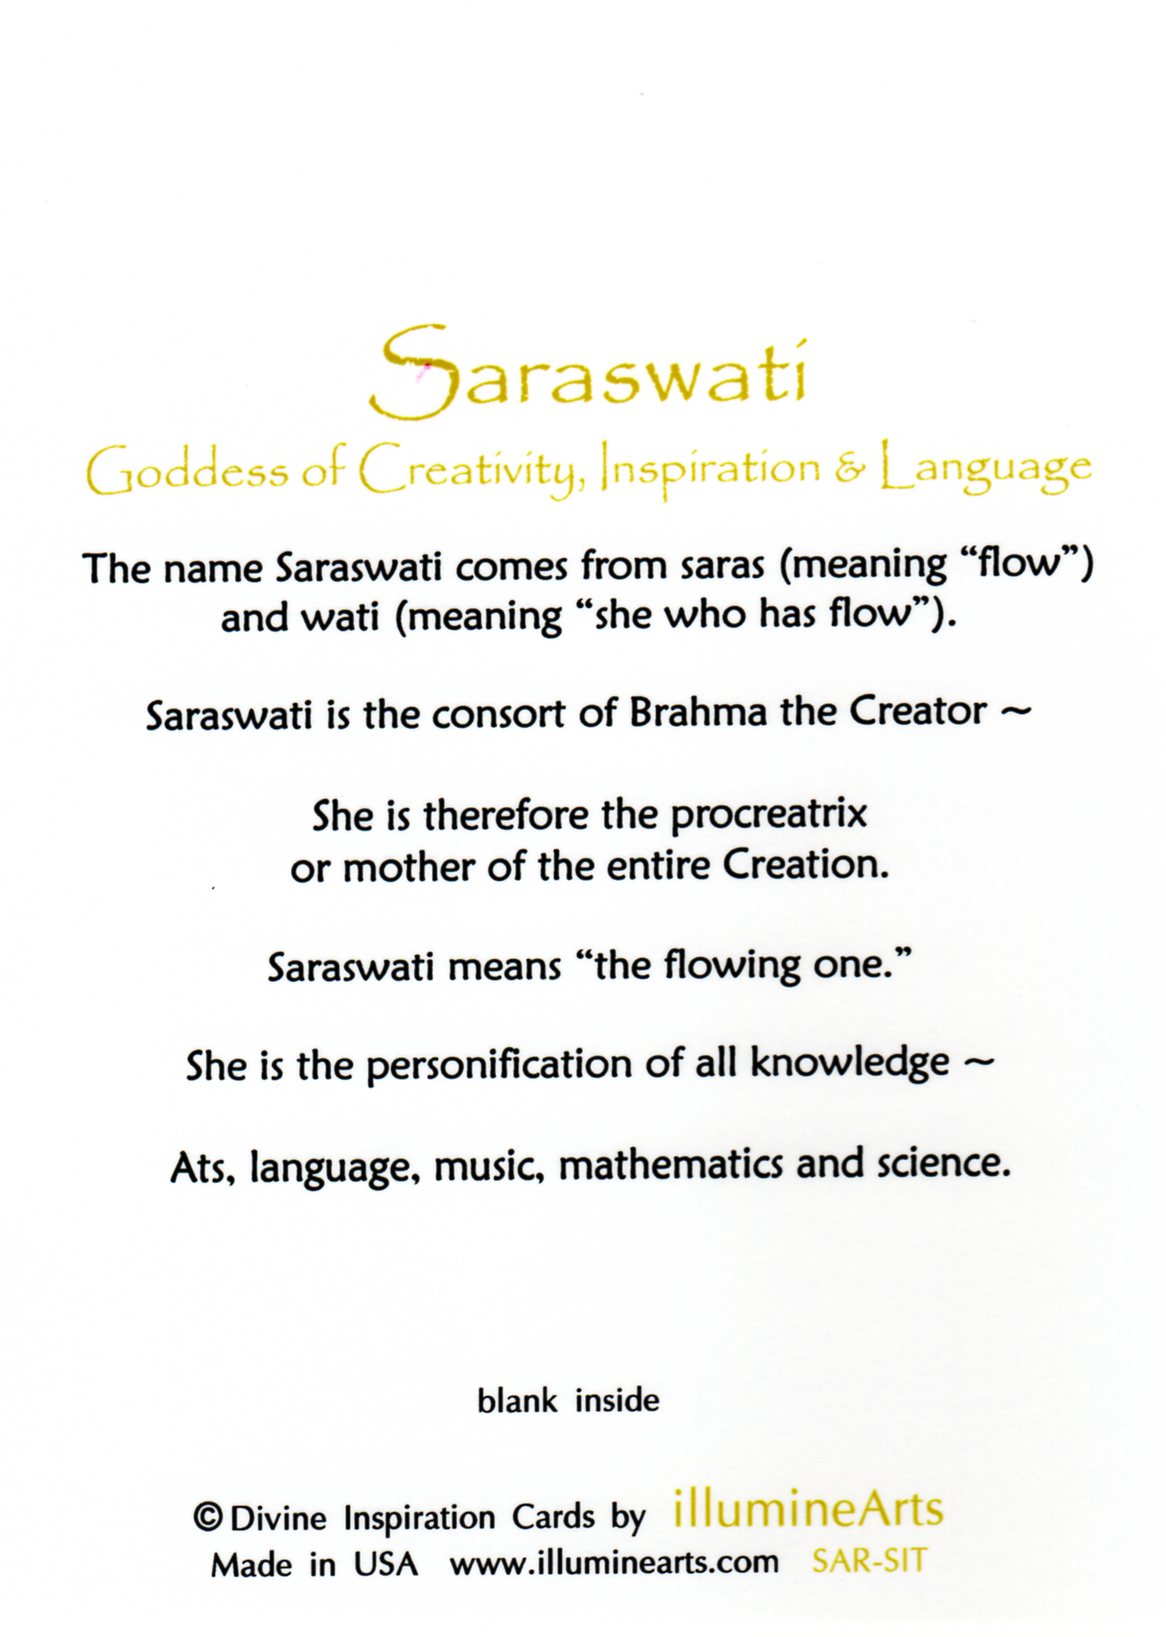 Saraswati
Goddess of Creativity, Inspiration & Language
The name Saraswati comes from saras (meaning “flow”)
and wati (meaning “she who has flow”).
Saraswati is the consort of Brahma the Creator ~
She is therefore the procreatrix
or mother of the entire Creation.
Saraswati means “the flowing one.”
She is the personification of all knowledge ~
Ats, language, music, mathematics and science.
blank inside
© Divine Inspiration Cards by illumineArts
Made in USA www.illuminearts.com SAR-SIT